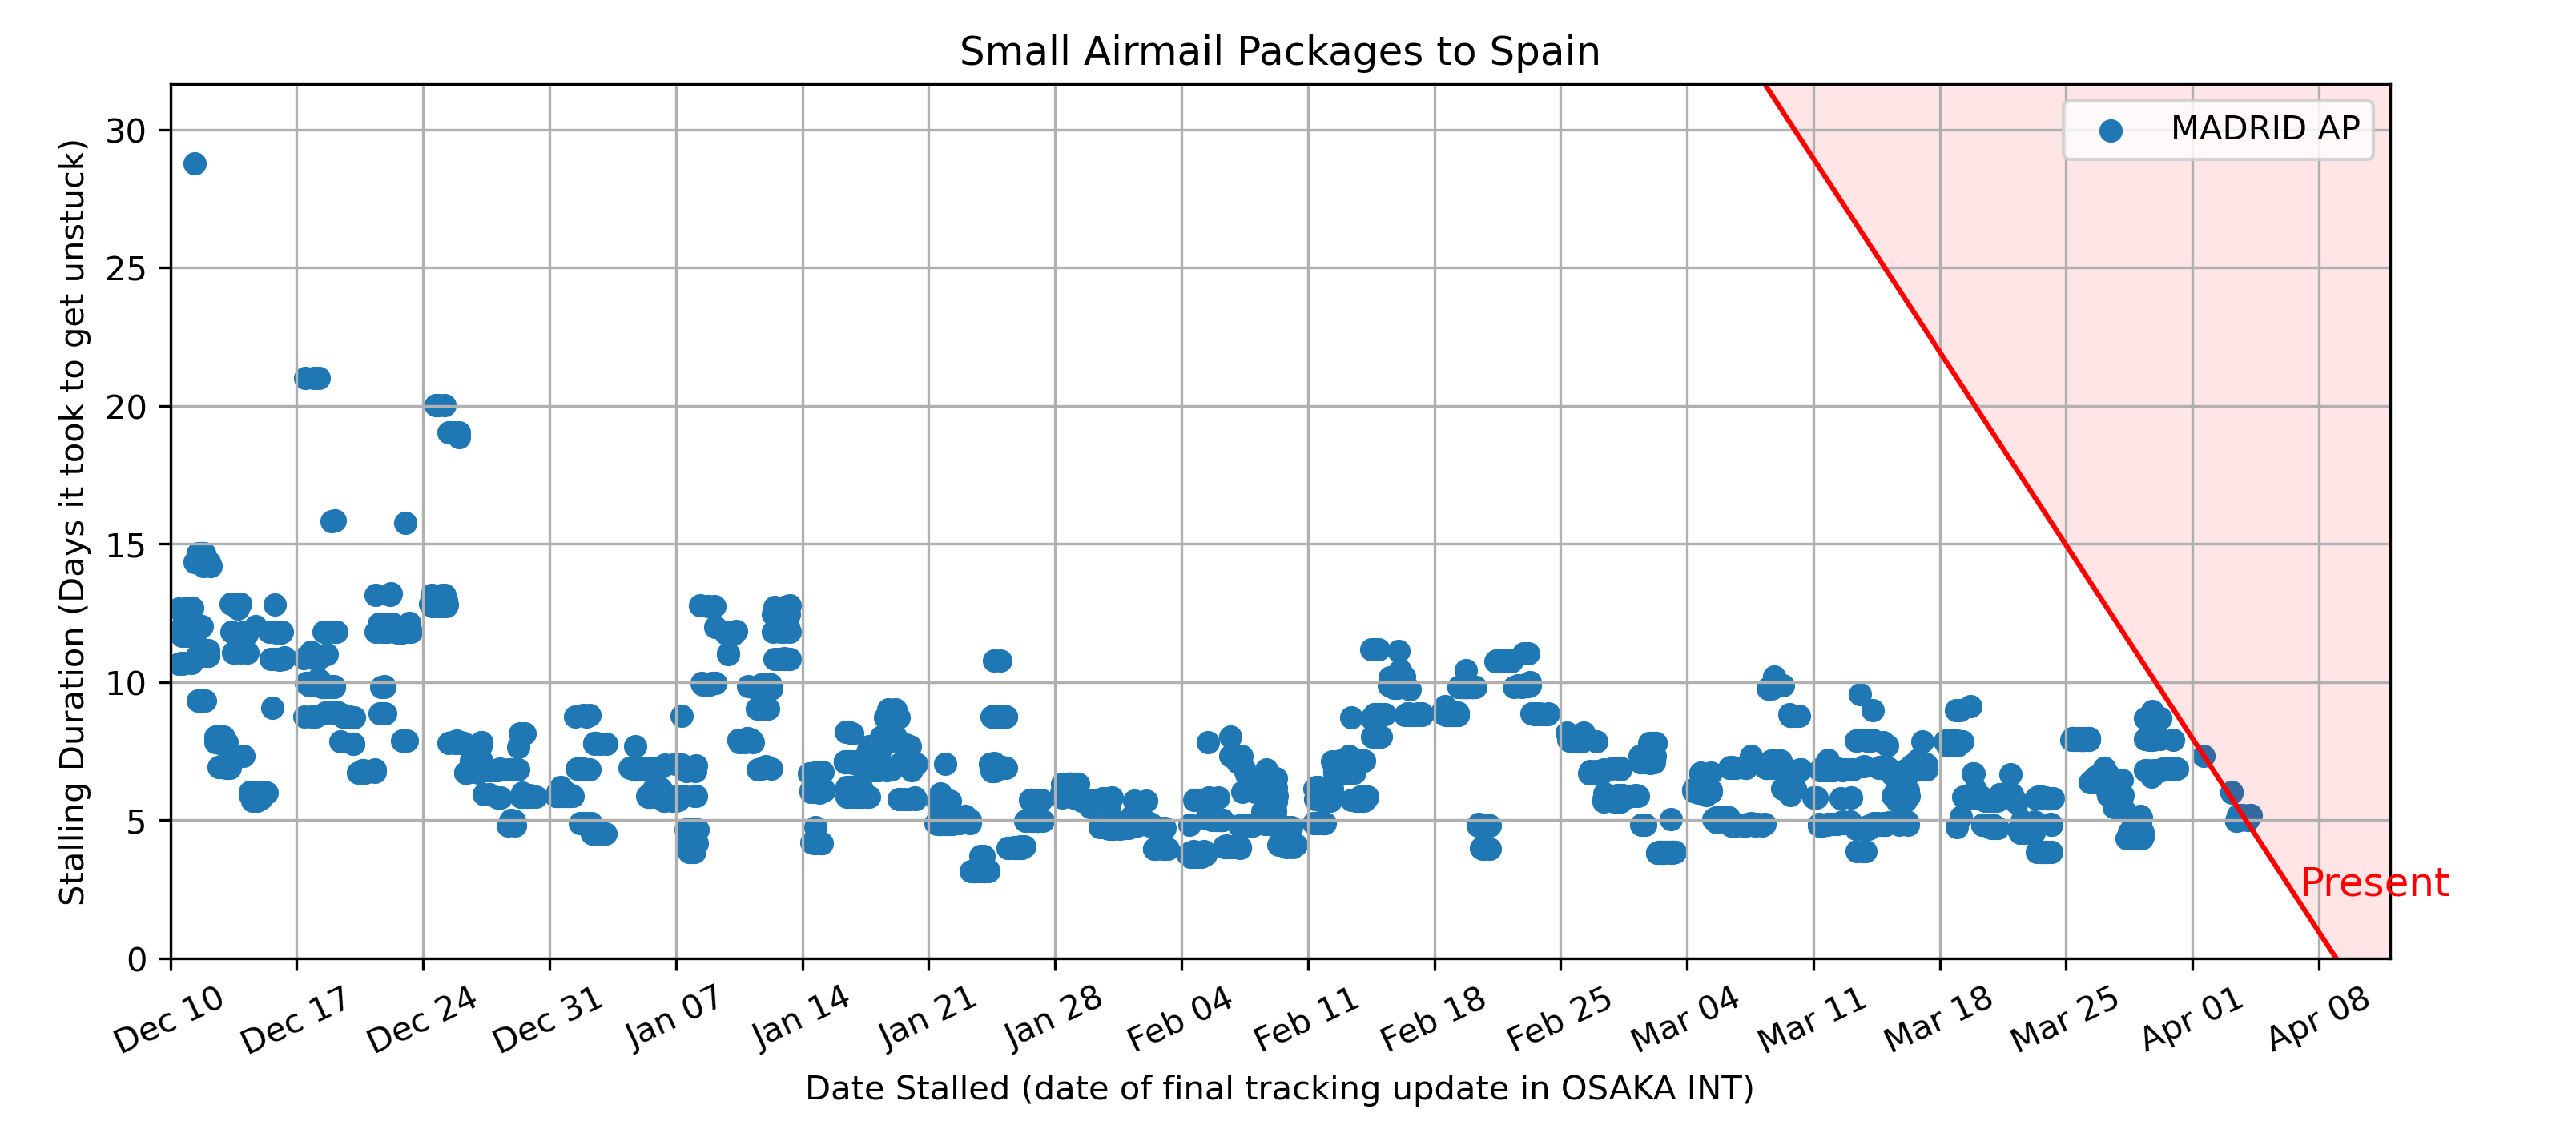 Small Airmail Packages to Spain
MADRID AP
Stalling Duration (Days it took to get unstuck)
30
25
20
15
10
5
0
Present
Dec 10
Dec 17
Dec 24
Dec 31
Jan 07
Jan 14
Jan 21
Jan 28
Feb 04
Feb 11
Feb 18
Feb 25
Mar 04
Mar 11
Mar 18
Mar 25
Apr 01
Apr 08
Date Stalled (date of final tracking update in OSAKA INT)